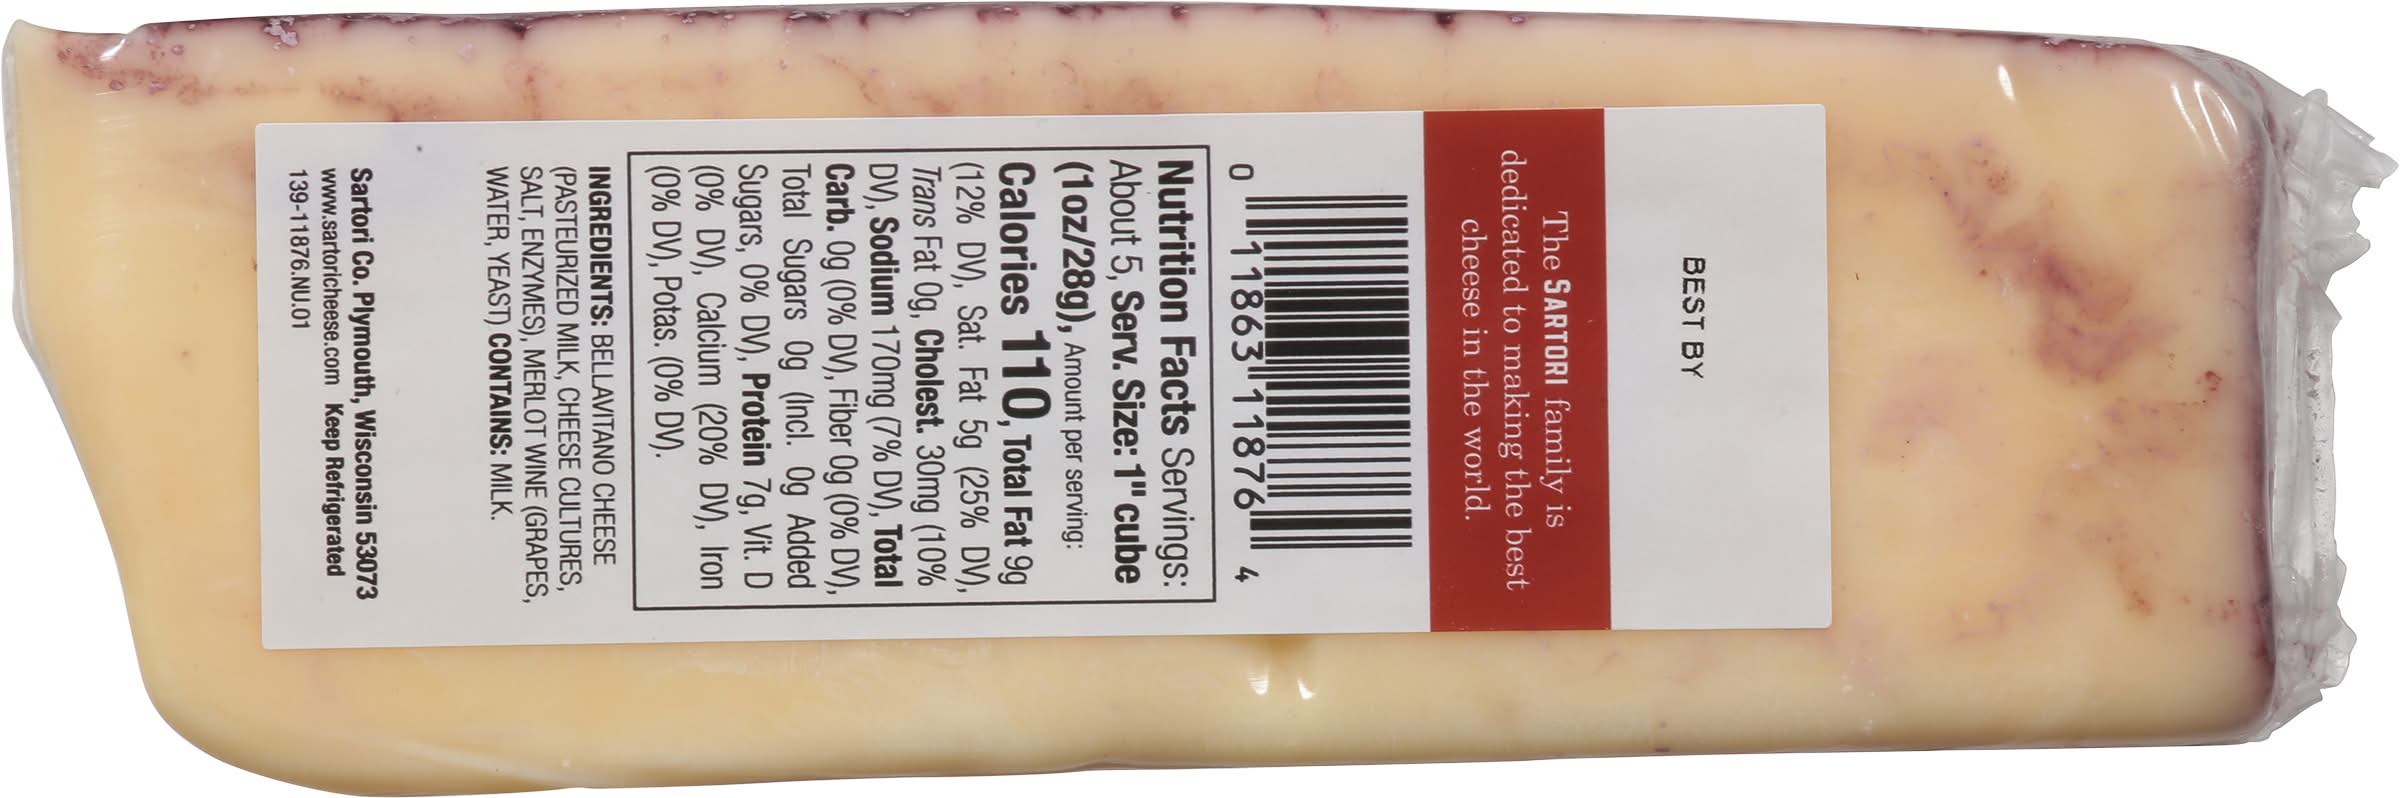 BEST BY
The SARTORI family is
dedicated to making the best
cheese in the world.
0 11863 11876 4
Nutrition Facts Servings:
About 5, Serv. Size: 1" cube
(1oz/28g), Amount per serving:
Calories 110, Total Fat 9g
(12% DV), Sat. Fat 5g (25% DV),
Trans Fat 0g, Cholest. 30mg (10%
DV), Sodium 170mg (7% DV), Total
Carb. 0g (0% DV), Fiber 0g (0% DV),
Total Sugars 0g (Incl. 0g Added
Sugars, 0% DV), Protein 7g, Vit. D
(0% DV), Calcium (20% DV), Iron
(0% DV), Potas. (0% DV).
INGREDIENTS: BELLAVITANO CHEESE
(PASTEURIZED MILK, CHEESE CULTURES,
SALT, ENZYMES), MERLOT WINE (GRAPES,
WATER, YEAST) CONTAINS: MILK.
Sartori Co. Plymouth, Wisconsin 53073
www.sartoricheese.com Keep Refrigerated
139-11876.NU.01